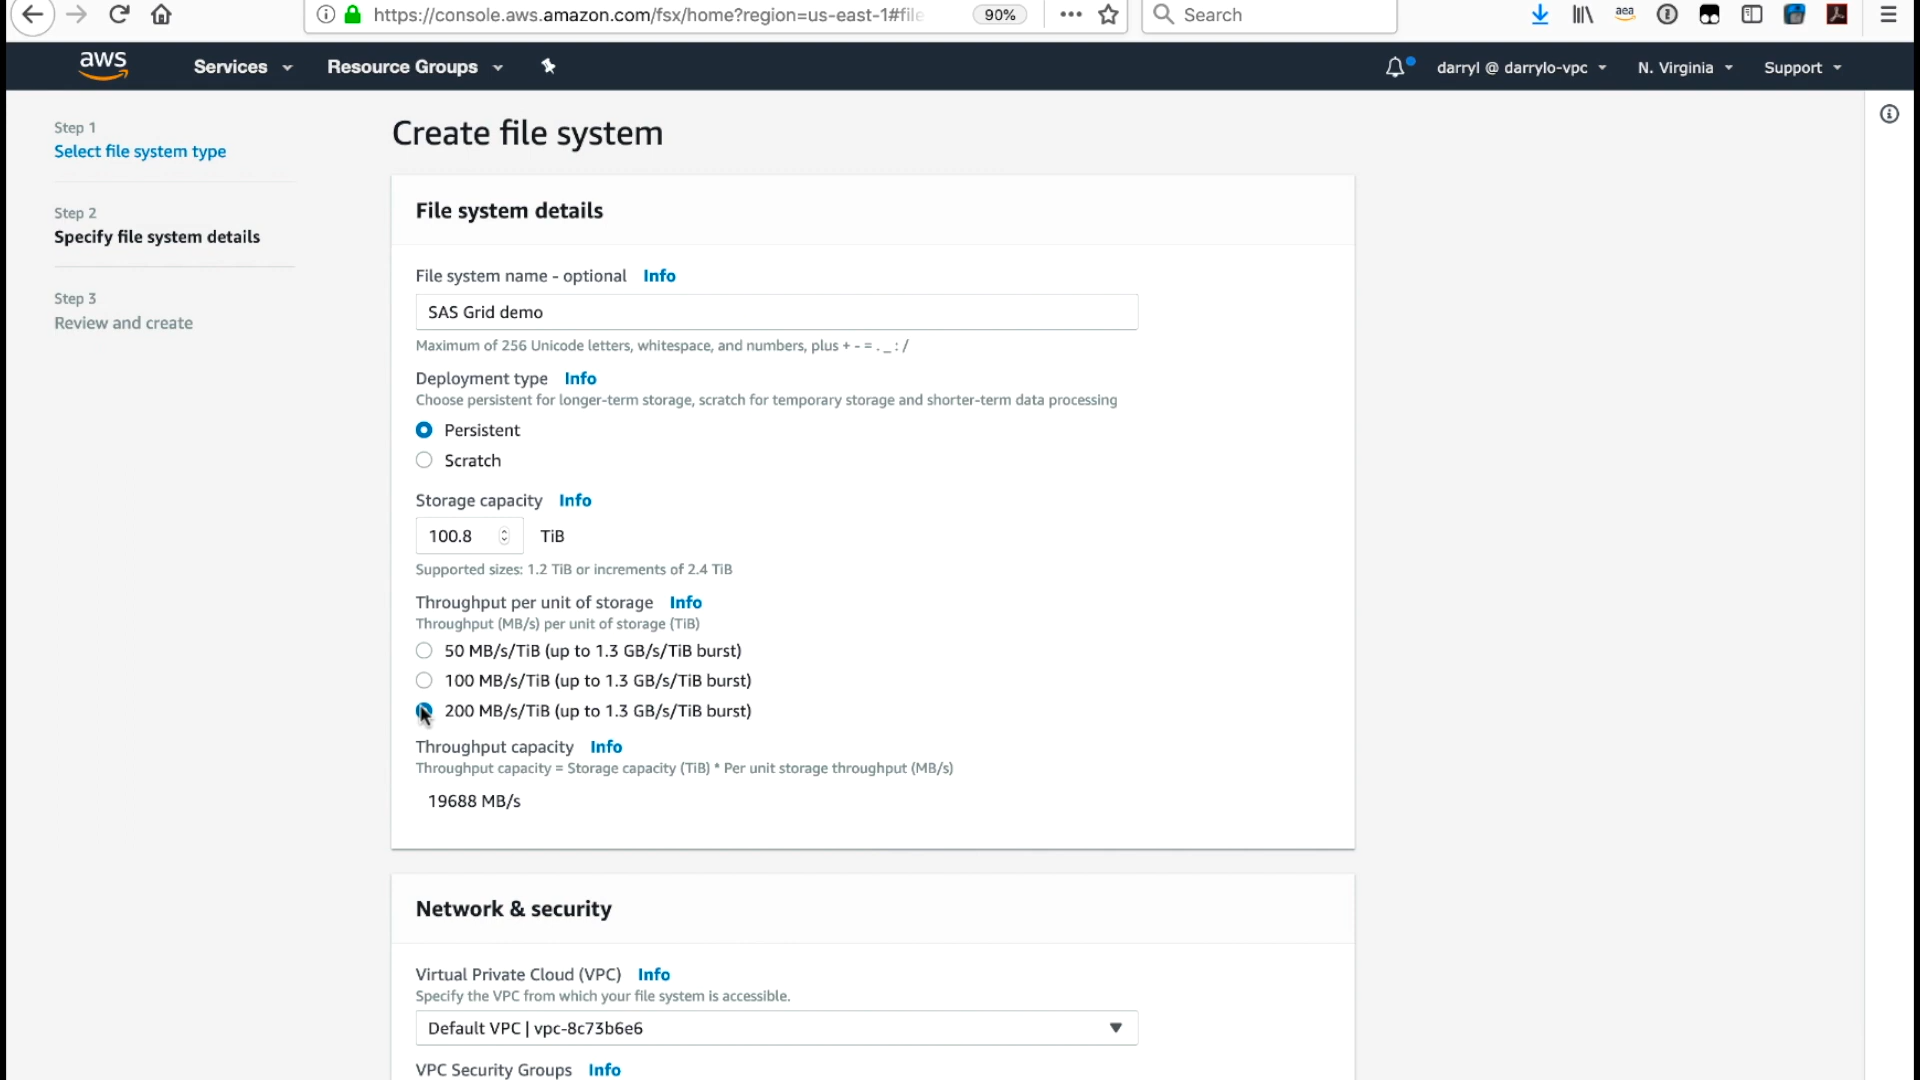 https://console.aws.amazon.com/fsx/home?region=us-east-1#file
90%
Search
aea
aws
Services
Resource Groups
darryl @ darrylo-vpc
N. Virginia
Support
Step 1
Select file system type
Step 2
Specify file system details
Step 3
Review and create
Create file system
File system details
File system name - optional Info
SAS Grid demo
Maximum of 256 Unicode letters, whitespace, and numbers, plus + - = . _ : /
Deployment type Info
Choose persistent for longer-term storage, scratch for temporary storage and shorter-term data processing
Persistent
Scratch
Storage capacity Info
100.8 TiB
Supported sizes: 1.2 TiB or increments of 2.4 TiB
Throughput per unit of storage Info
Throughput (MB/s) per unit of storage (TiB)
50 MB/s/TiB (up to 1.3 GB/s/TiB burst)
100 MB/s/TiB (up to 1.3 GB/s/TiB burst)
200 MB/s/TiB (up to 1.3 GB/s/TiB burst)
Throughput capacity Info
Throughput capacity = Storage capacity (TiB) * Per unit storage throughput (MB/s)
19688 MB/s
Network & security
Virtual Private Cloud (VPC) Info
Specify the VPC from which your file system is accessible.
Default VPC | vpc-8c73b6e6
VPC Security Groups Info